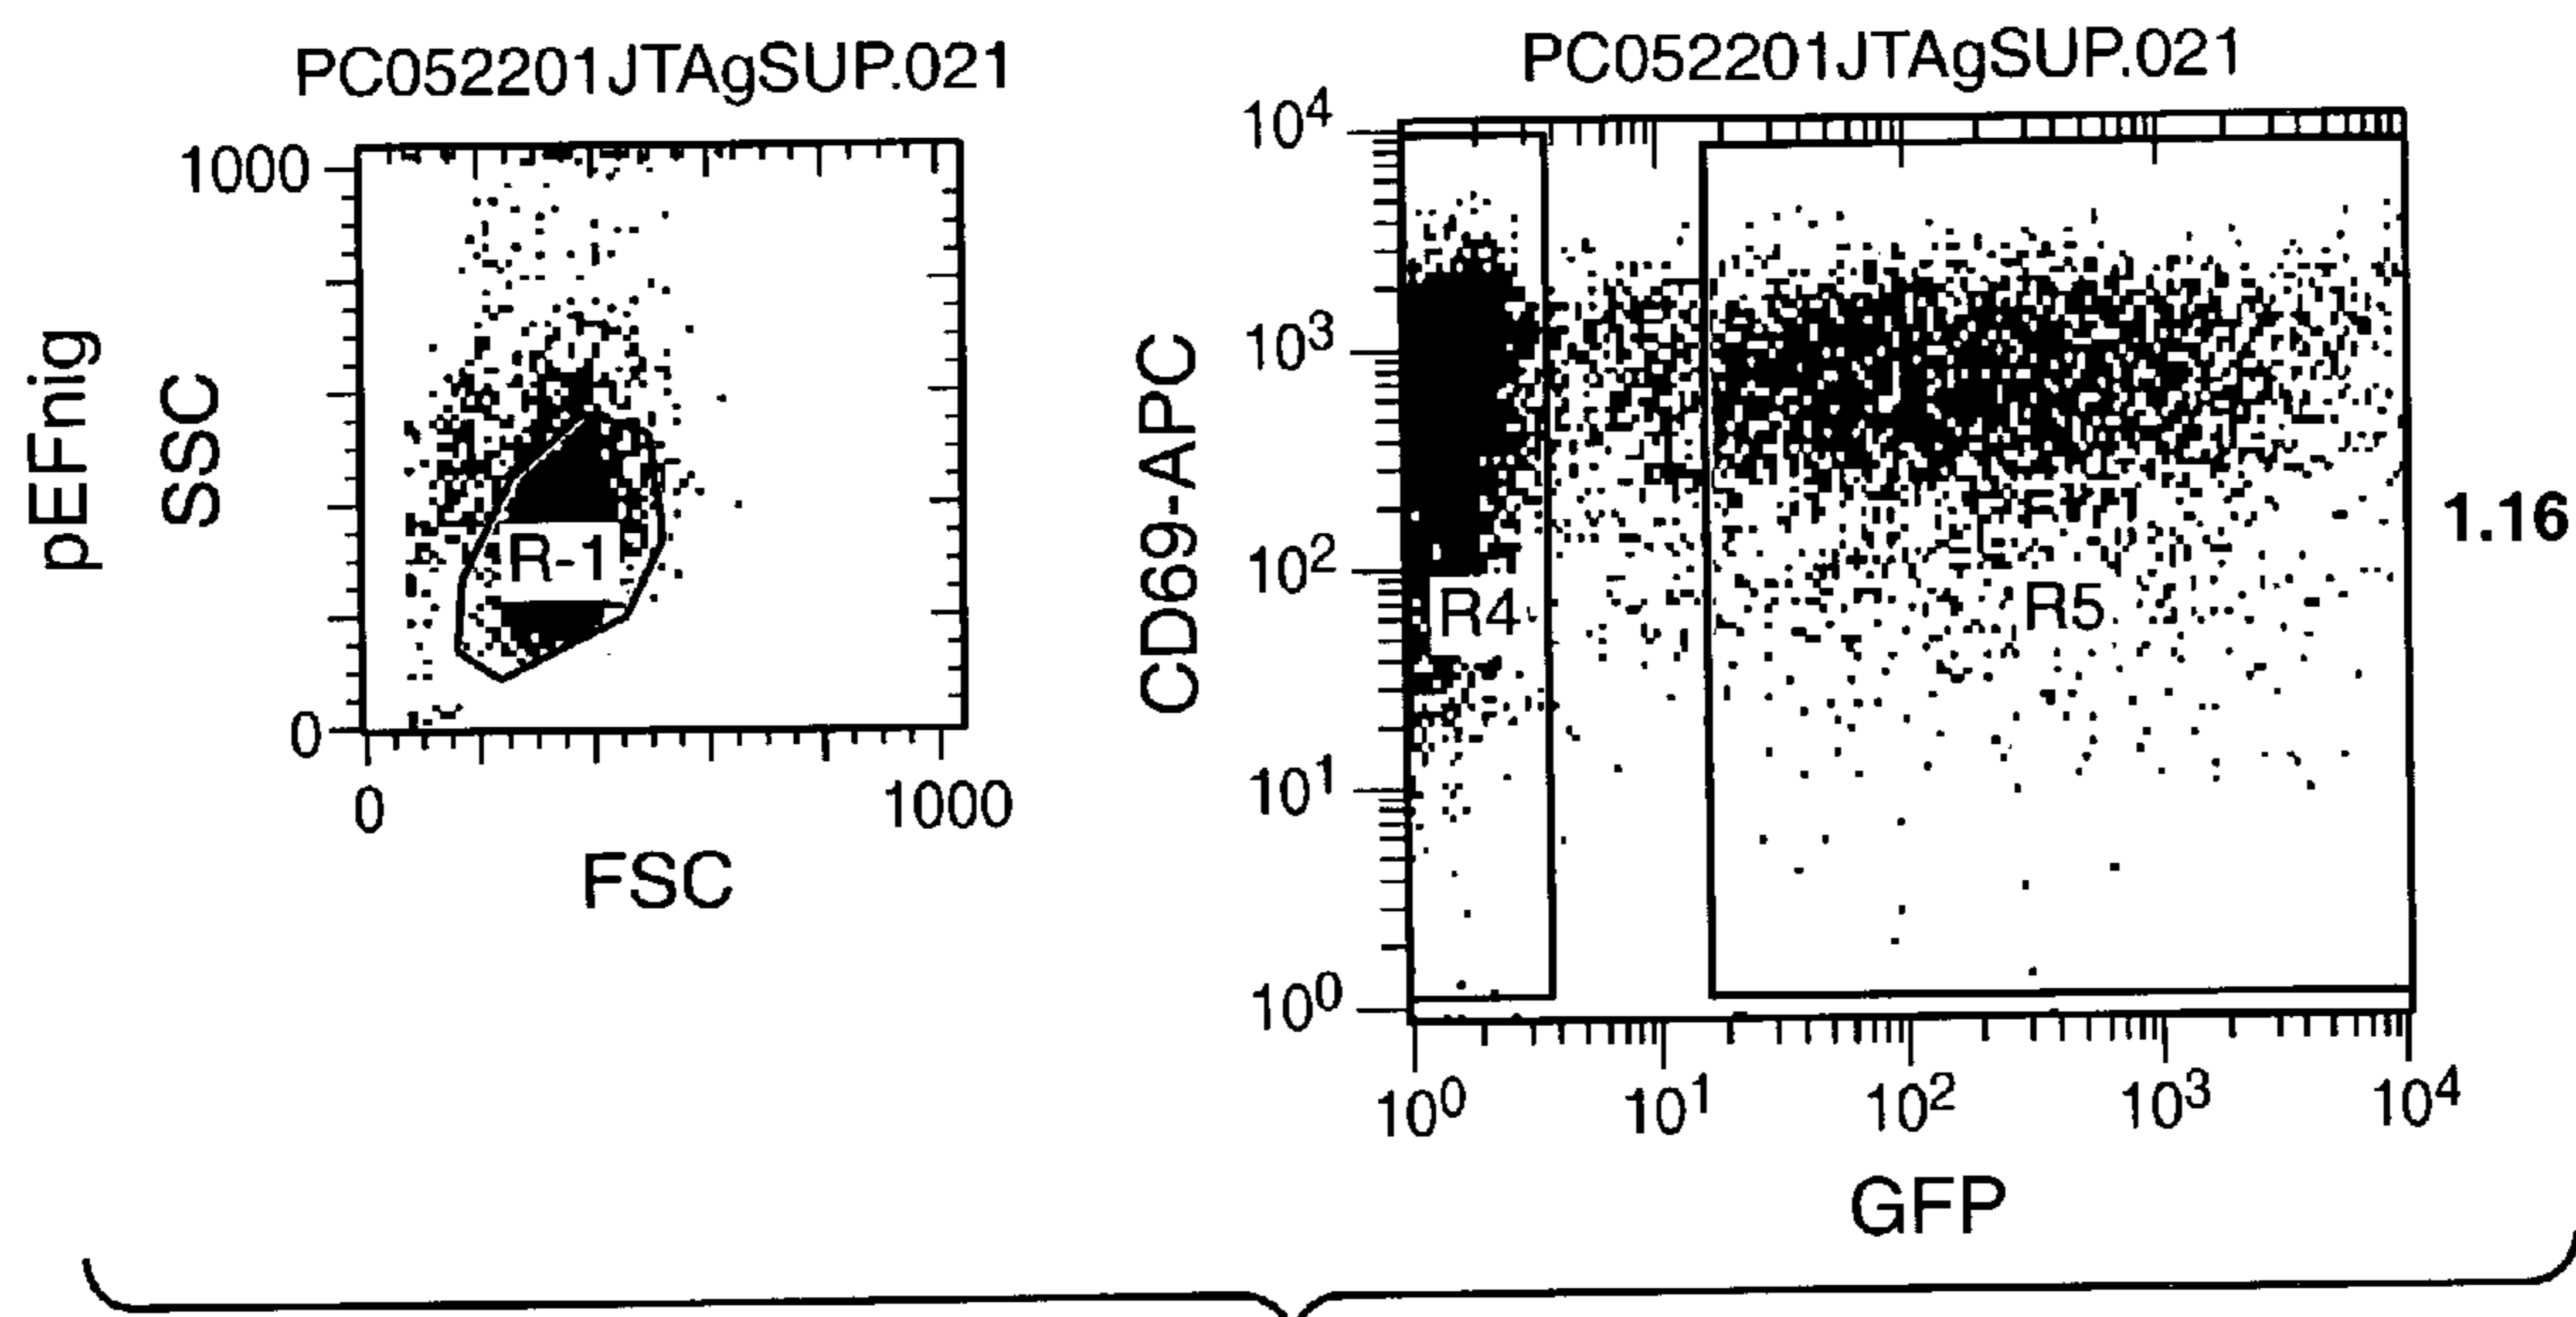 PC052201JTAgSUP.021
pEFnig
SSC
1000
0
R-1
0
1000
FSC
PC052201JTAgSUP.021
CD69-APC
10^4
10^3
10^2
10^1
10^0
R4
R5
1.16
10^0
10^1
10^2
10^3
10^4
GFP